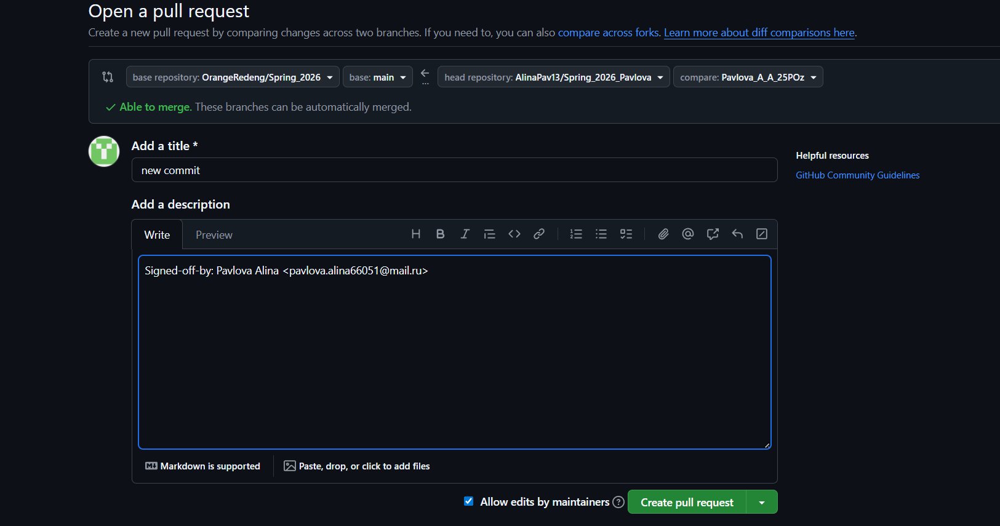 Open a pull request
Create a new pull request by comparing changes across two branches. If you need to, you can also compare across forks. Learn more about diff comparisons here.
base repository: OrangeRedeng/Spring_2026 base: main ... head repository: AlinaPav13/Spring_2026_Pavlova compare: Pavlova_A_A_25POz
Able to merge. These branches can be automatically merged.
Add a title *
new commit
Helpful resources
GitHub Community Guidelines
Add a description
Write Preview
Signed-off-by: Pavlova Alina <pavlova.alina66051@mail.ru>
Markdown is supported Paste, drop, or click to add files
Allow edits by maintainers Create pull request